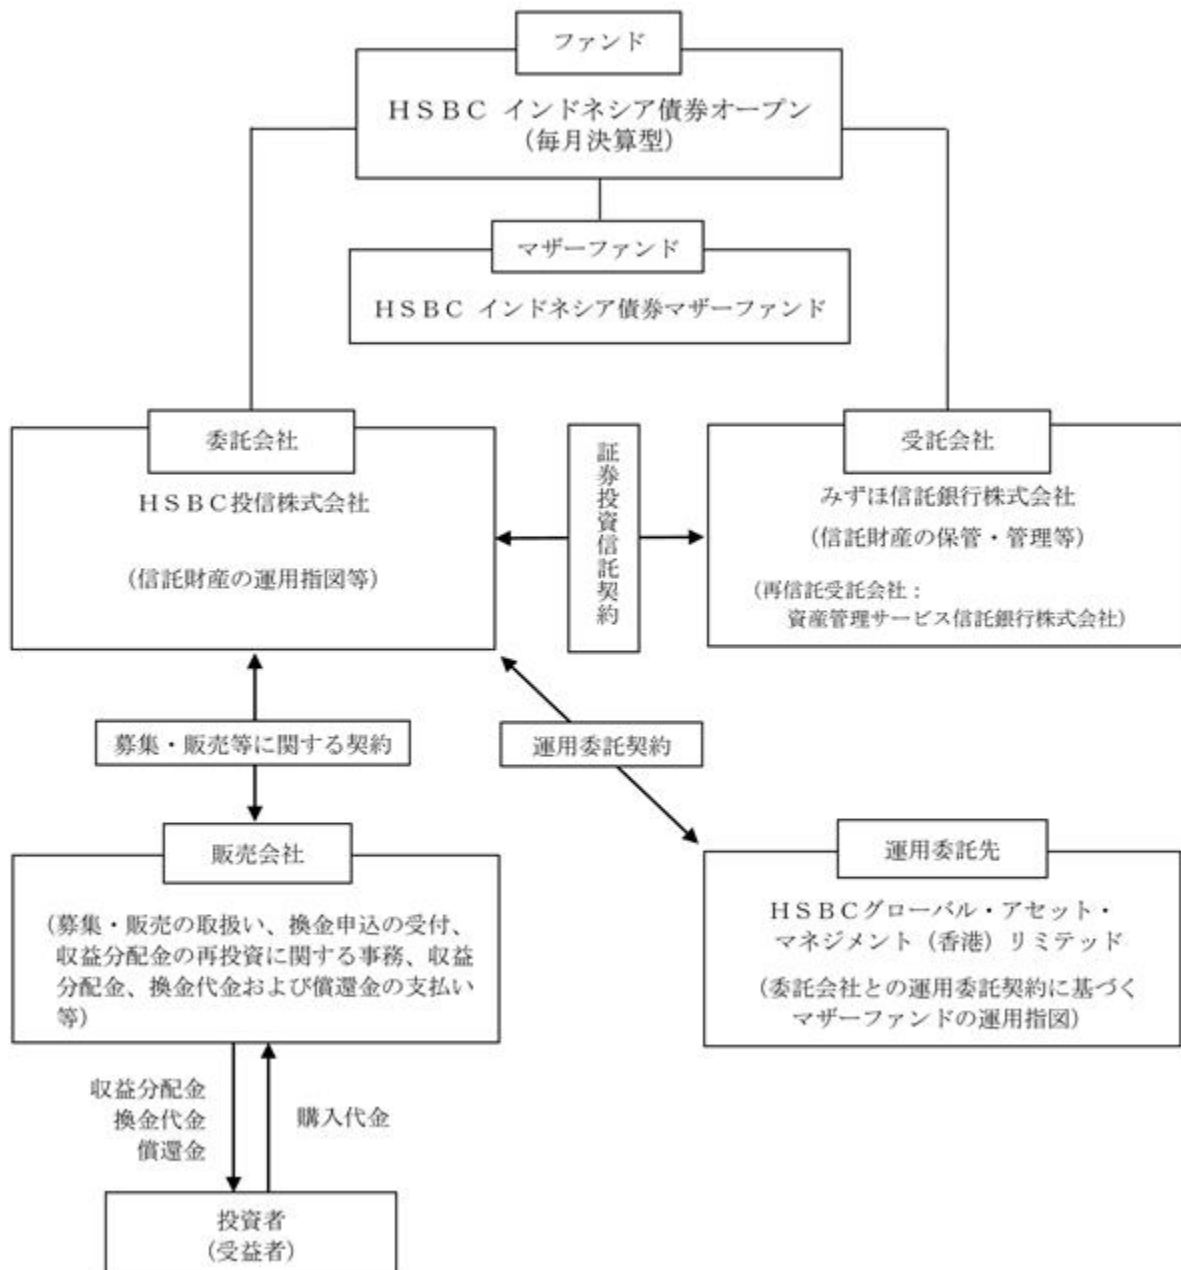 ファンド
HSBC インドネシア債券オープン
(毎月決算型)
マザーファンド
HSBC インドネシア債券マザーファンド
委託会社
HSBC投信株式会社
(信託財産の運用指図等)
証券投資信託契約
受託会社
みずほ信託銀行株式会社
(信託財産の保管・管理等)
(再信託受託会社:
資産管理サービス信託銀行株式会社)
募集・販売等に関する契約
運用委託契約
販売会社
(募集・販売の取扱い、換金申込の受付、
収益分配金の再投資に関する事務、収益
分配金、換金代金および償還金の支払い
等)
運用委託先
HSBCグローバル・アセット・
マネジメント(香港)リミテッド
(委託会社との運用委託契約に基づく
マザーファンドの運用指図)
収益分配金
換金代金
償還金
購入代金
投資者
(受益者)